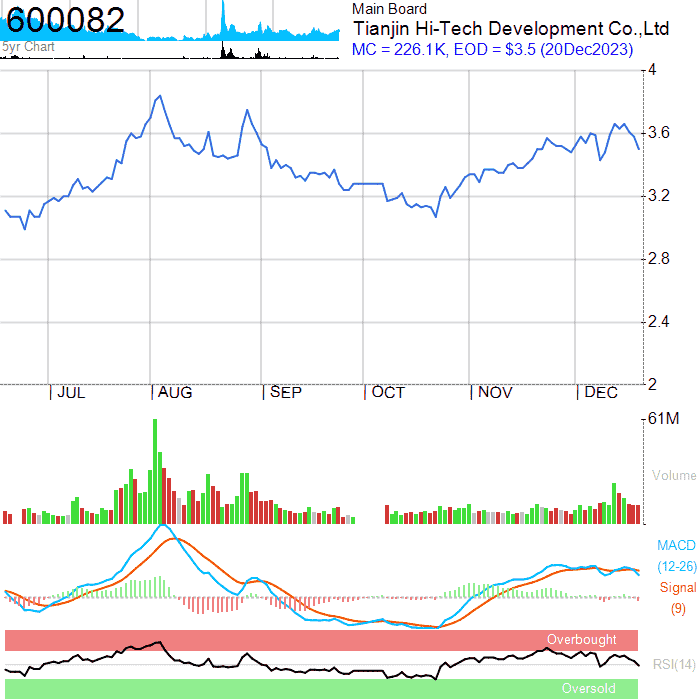 600082
5yr Chart
Main Board
Tianjin Hi-Tech Development Co.,Ltd
MC = 226.1K, EOD = $3.5 (20Dec2023)
4
3.6
3.2
2.8
2.4
2
JUL AUG SEP OCT NOV DEC
61M
Volume
MACD
(12-26)
Signal
(9)
Overbought
RSI(14)
Oversold